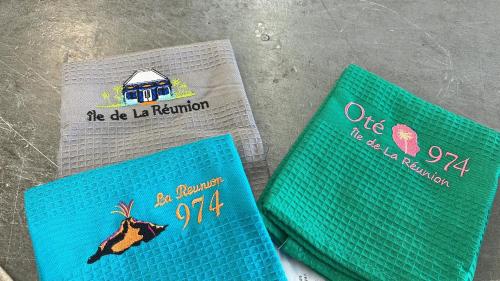 Île de La Réunion
La Réunion
974
Oté 974
Île de La Réunion